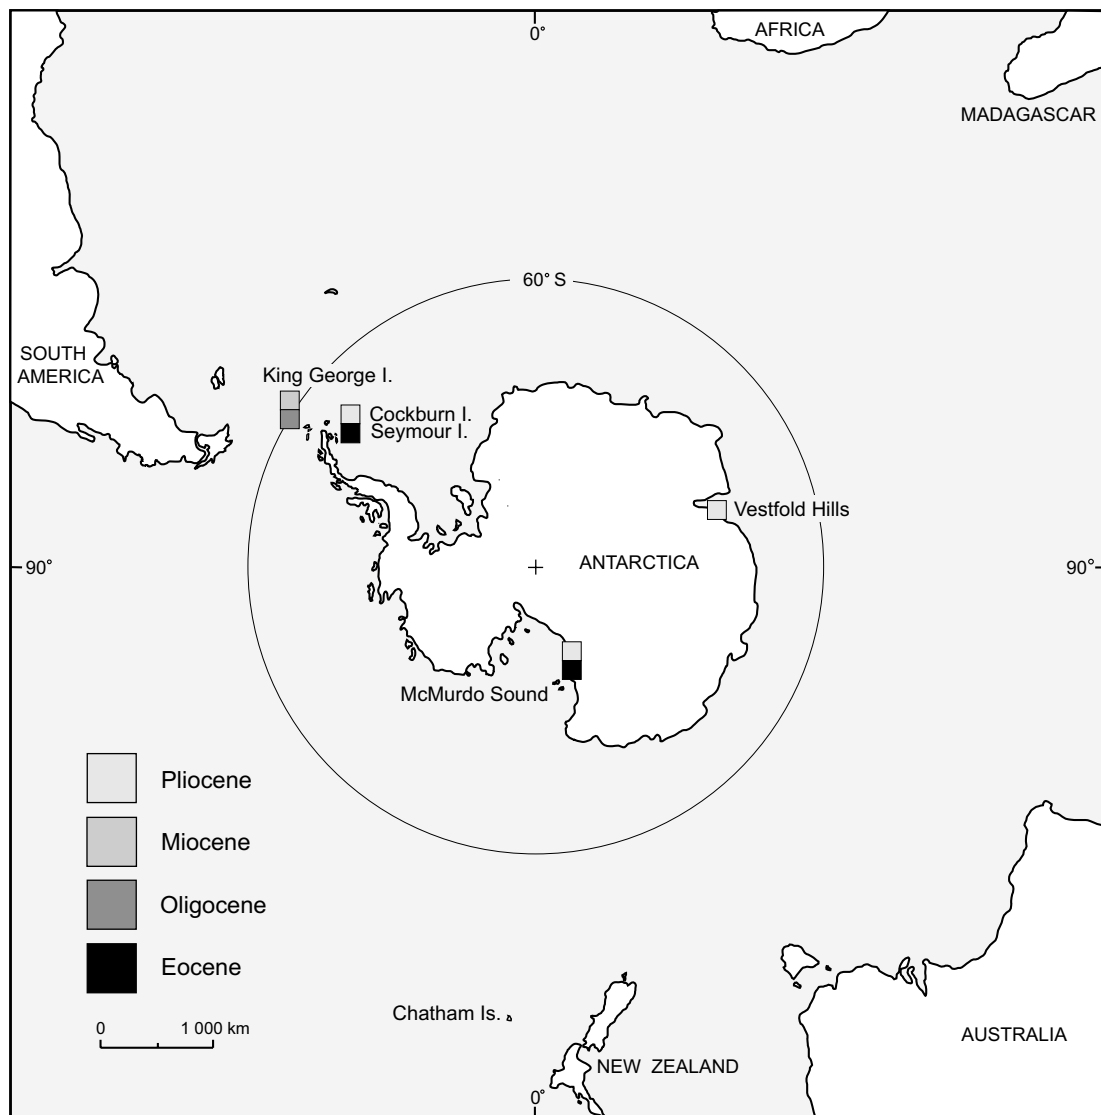 0°
AFRICA
MADAGASCAR
60° S
SOUTH
AMERICA
King George I.
Cockburn I.
Seymour I.
Vestfold Hills
90°
ANTARCTICA
90°
McMurdo Sound
Pliocene
Miocene
Oligocene
Eocene
0
1 000 km
Chatham Is.
NEW ZEALAND
AUSTRALIA
0°